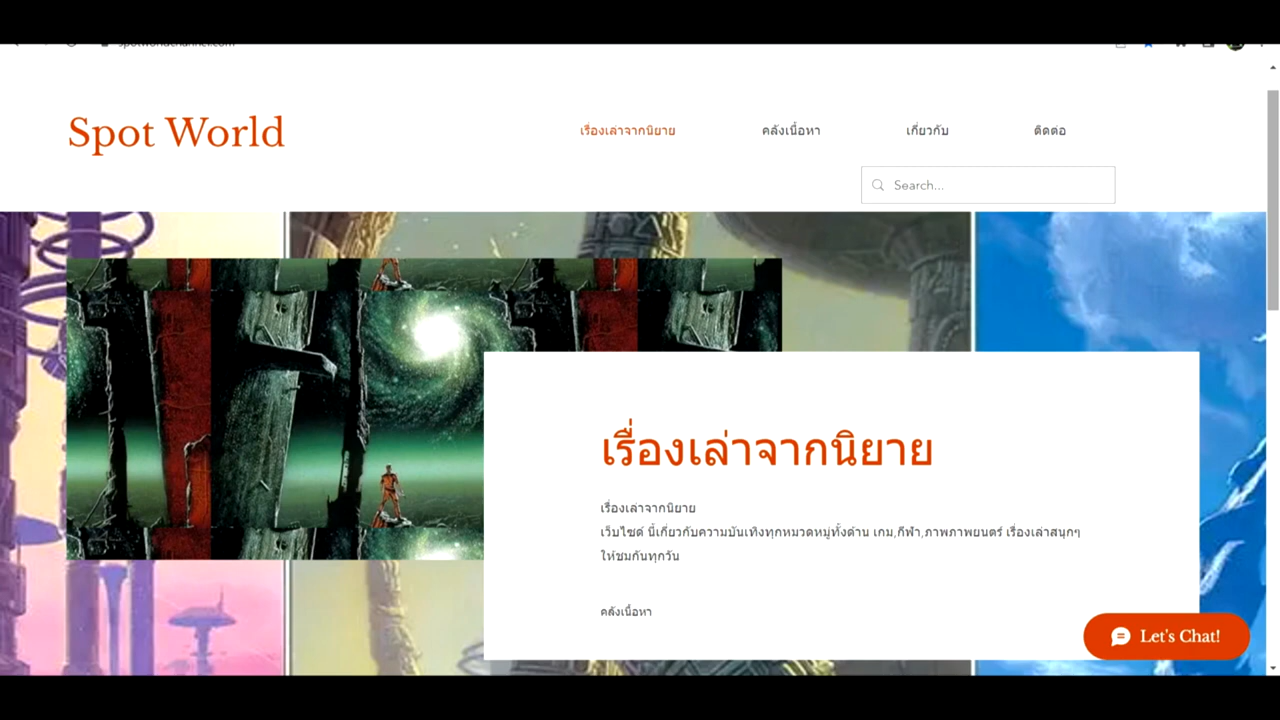 Spot World
เรื่องเล่าจากนิยาย
คลังเนื้อหา
เกี่ยวกับ
ติดต่อ
Search...
เรื่องเล่าจากนิยาย
เรื่องเล่าจากนิยาย
เว็บไซด์ นี้เกี่ยวกับความบันเทิงทุกหมวดหมู่ทั้งด้าน เกม,กีฬา,ภาพภาพยนตร์ เรื่องเล่าสนุกๆ
ให้ชมกันทุกวัน
คลังเนื้อหา
Let's Chat!